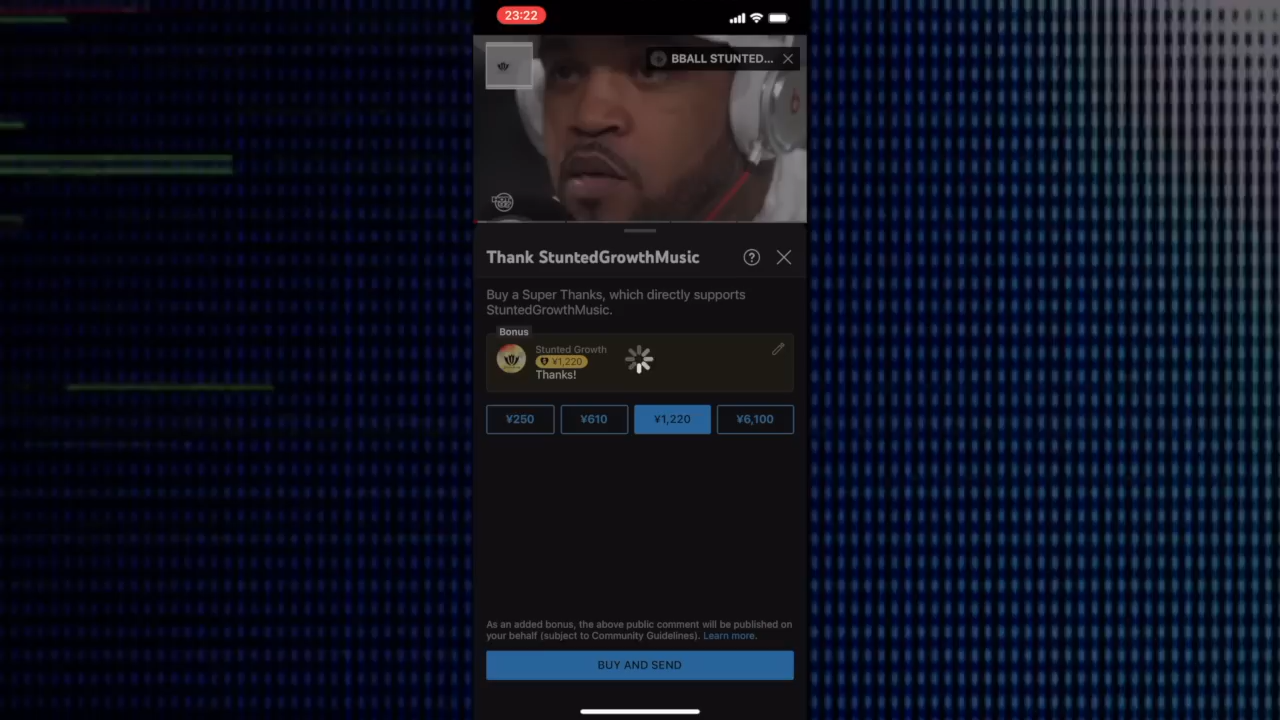 23:22
BBALL STUNTED...
Thank StuntedGrowthMusic
Buy a Super Thanks, which directly supports
StuntedGrowthMusic.
Bonus
Stunted Growth
¥1,220
Thanks!
¥250
¥610
¥1,220
¥6,100
As an added bonus, the above public comment will be published on
your behalf (subject to Community Guidelines). Learn more.
BUY AND SEND